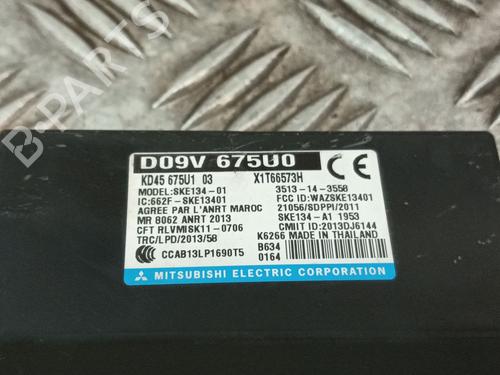 D09V 675U0
KD45 675U1 03 X1T66573H
MODEL:SKE134-01 3513-14-3558
IC:662F-SKE13401 FCC ID:WAZSKE13401
AGREE PAR L'ANRT MAROC 21056/SDPPI/2011
MR 8062 ANRT 2013 SKE134-A1 1953
CFT RLVMISK11-0706 CMIIT ID:2013DJ6144
TRC/LPD/2013/58 K6266 MADE IN THAILAND
CCC CCAB13LP1690T5 B634
0164
CE
MITSUBISHI ELECTRIC CORPORATION
B-PARTS